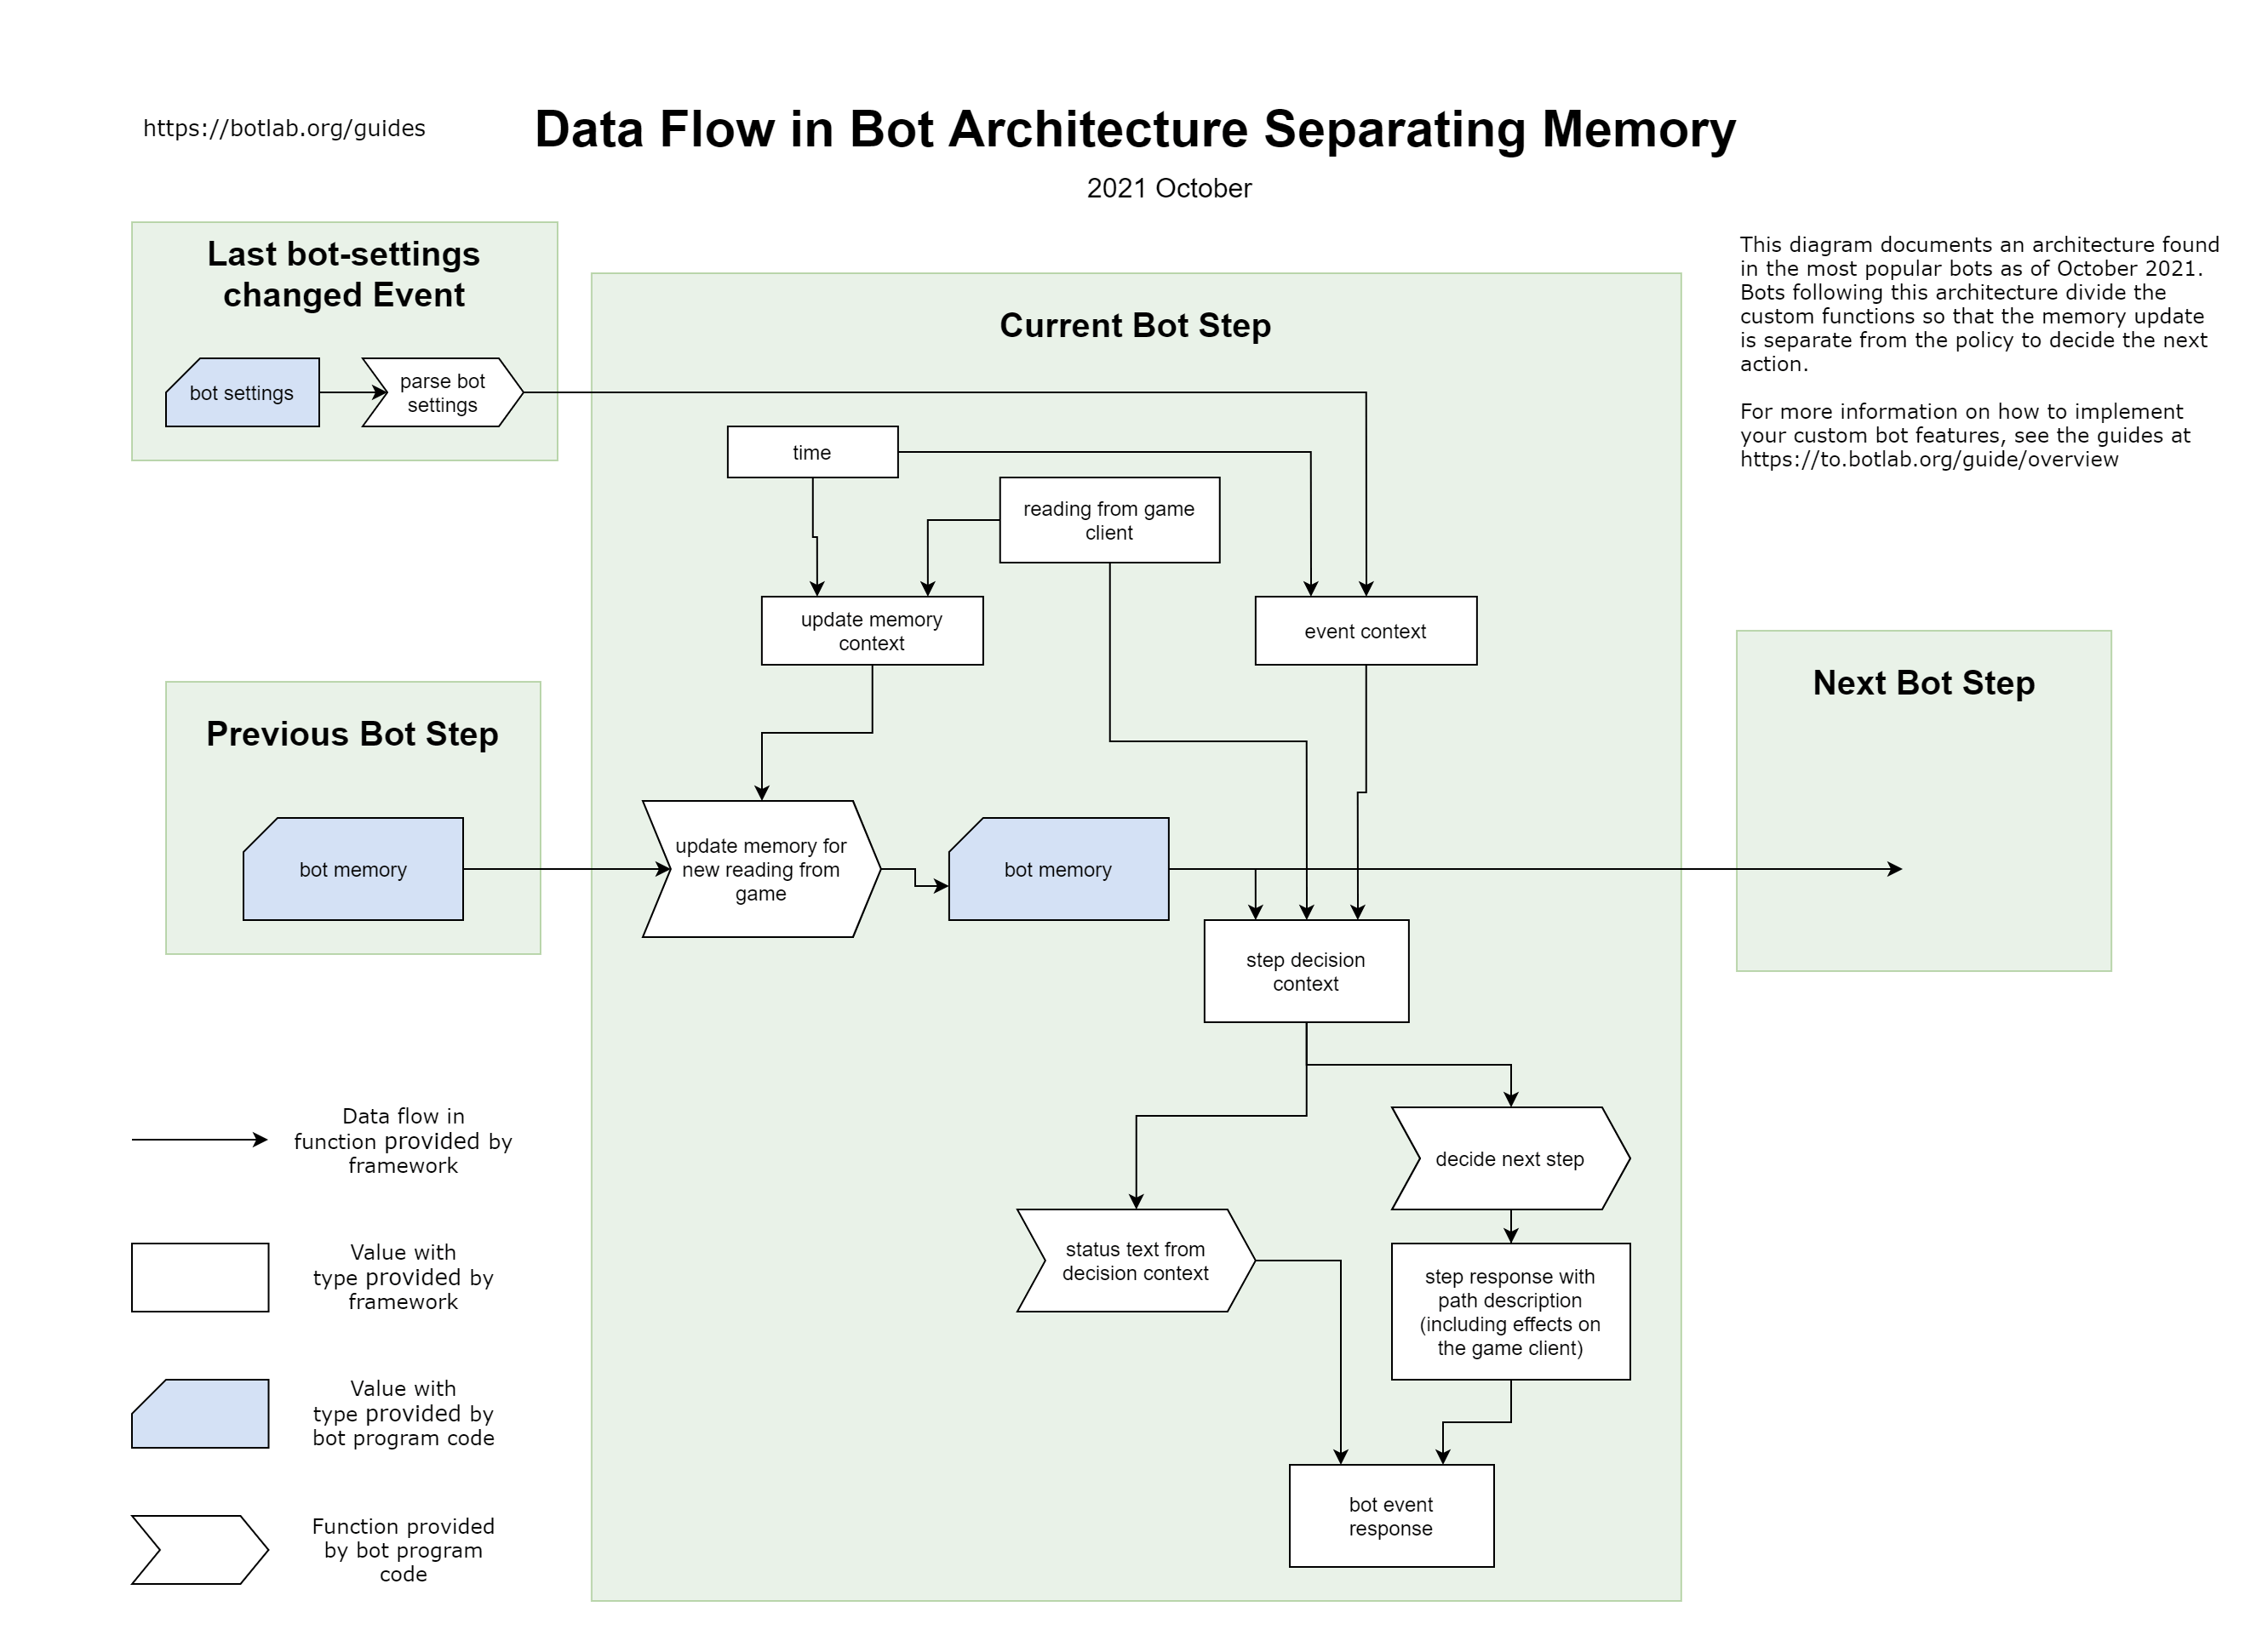 https://botlab.org/guides
Data Flow in Bot Architecture Separating Memory
2021 October
Last bot-settings
changed Event
bot settings
parse bot
settings
This diagram documents an architecture found
in the most popular bots as of October 2021.
Bots following this architecture divide the
custom functions so that the memory update
is separate from the policy to decide the next
action.
For more information on how to implement
your custom bot features, see the guides at
https://to.botlab.org/guide/overview
Current Bot Step
time
reading from game
client
update memory
context
event context
Previous Bot Step
bot memory
update memory for
new reading from
game
bot memory
Next Bot Step
step decision
context
decide next step
status text from
decision context
step response with
path description
(including effects on
the game client)
bot event
response
Data flow in
function provided by
framework
Value with
type provided by
framework
Value with
type provided by
bot program code
Function provided
by bot program
code